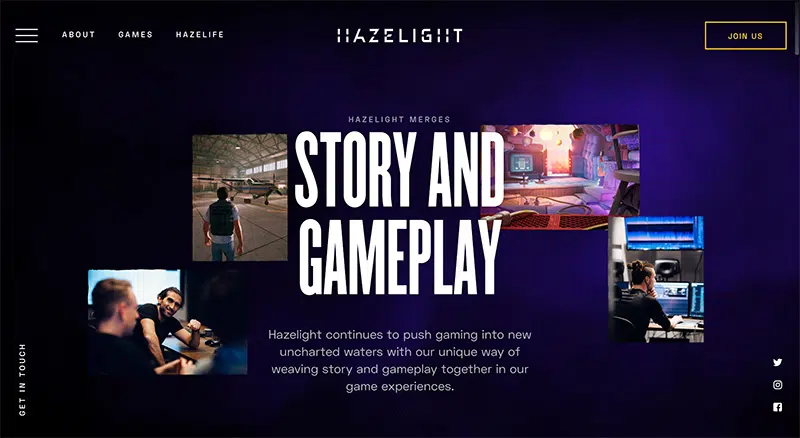 ABOUT GAMES HAZELIFE HAZELIGHT JOIN US
HAZELIGHT MERGES
STORY AND
GAMEPLAY
Hazelight continues to push gaming into new
uncharted waters with our unique way of
weaving story and gameplay together in our
game experiences.
GET IN TOUCH